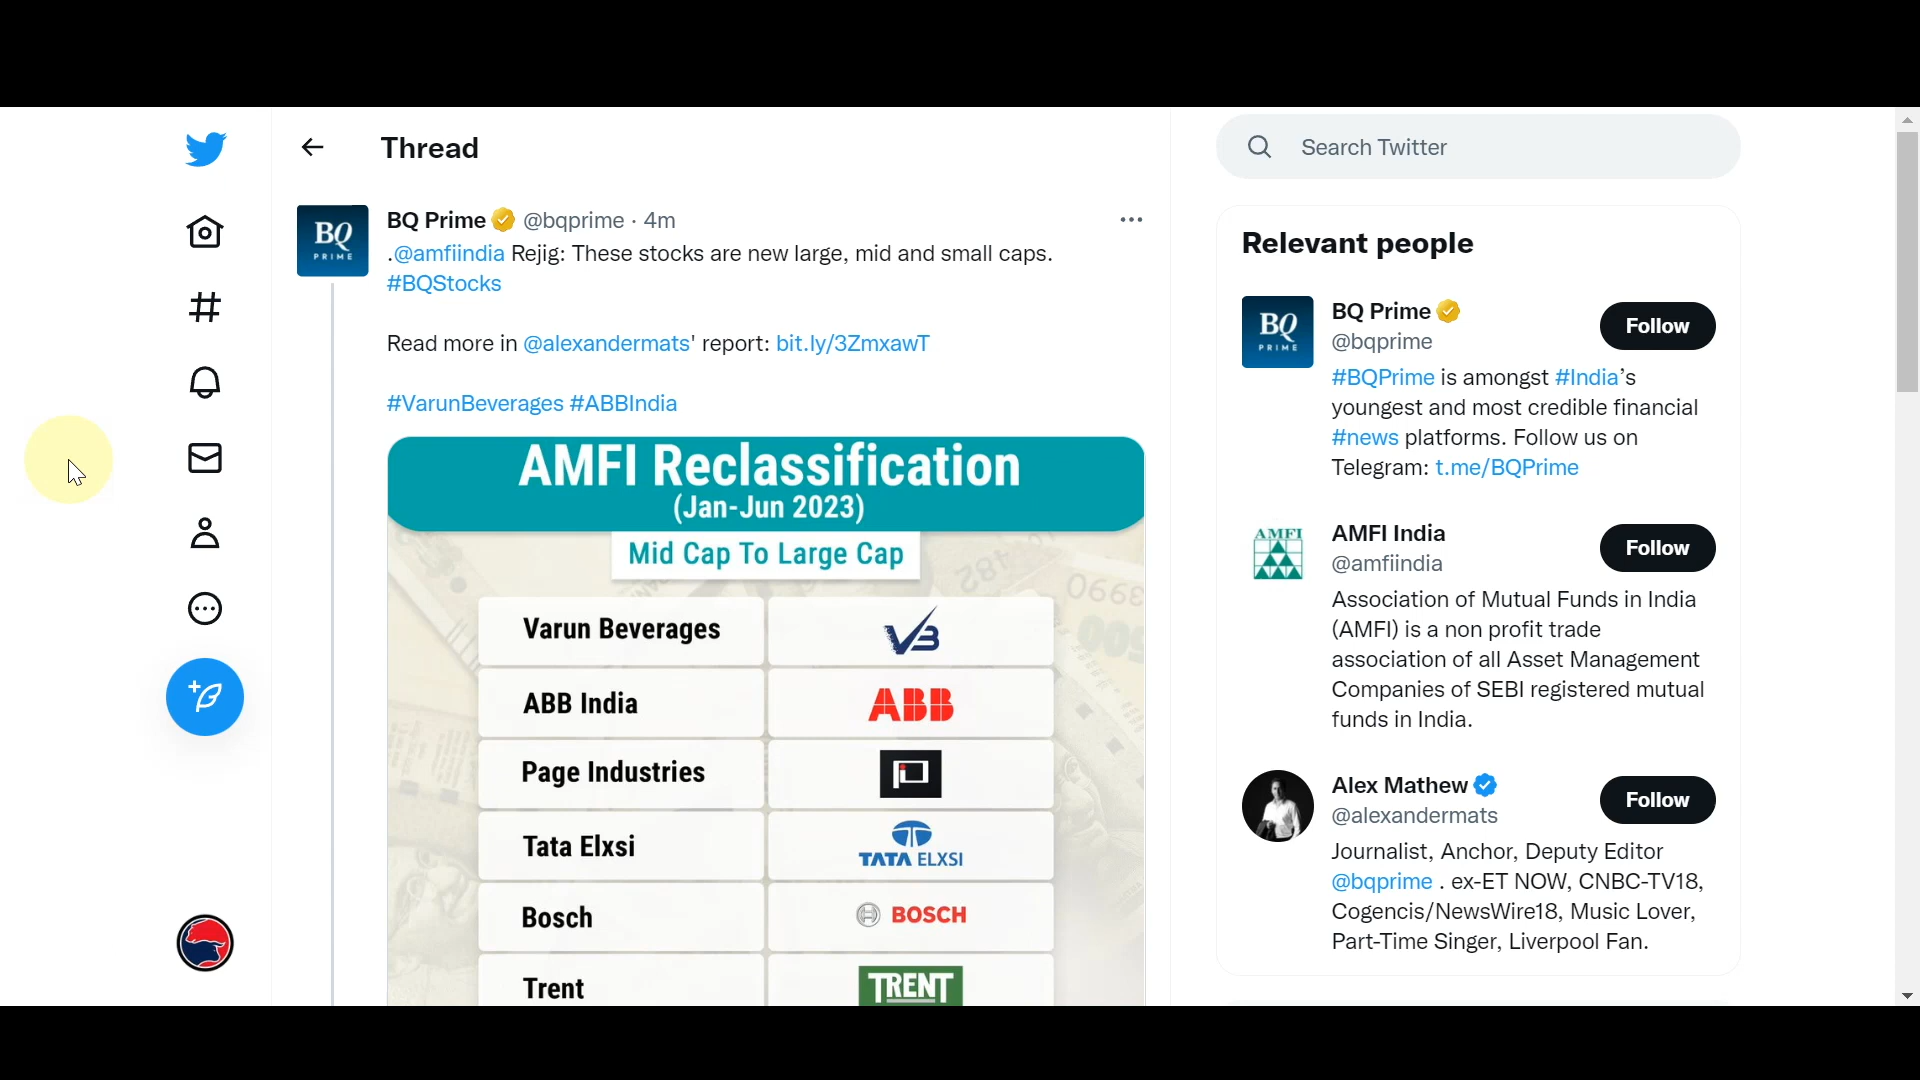 Thread
Search Twitter
BQ PRIME
BQ Prime @bqprime · 4m
.@amfiindia Rejig: These stocks are new large, mid and small caps.
#BQStocks
Read more in @alexandermats' report: bit.ly/3ZmxawT
#VarunBeverages #ABBIndia
AMFI Reclassification
(Jan-Jun 2023)
Mid Cap To Large Cap
Varun Beverages
VB
ABB India
ABB
Page Industries
Tata Elxsi
TATA ELXSI
Bosch
BOSCH
Trent
TRENT
Relevant people
BQ PRIME
BQ Prime
@bqprime
Follow
#BQPrime is amongst #India’s
youngest and most credible financial
#news platforms. Follow us on
Telegram: t.me/BQPrime
AMFI
AMFI India
@amfiindia
Follow
Association of Mutual Funds in India
(AMFI) is a non profit trade
association of all Asset Management
Companies of SEBI registered mutual
funds in India.
Alex Mathew
@alexandermats
Follow
Journalist, Anchor, Deputy Editor
@bqprime . ex-ET NOW, CNBC-TV18,
Cogencis/NewsWire18, Music Lover,
Part-Time Singer, Liverpool Fan.